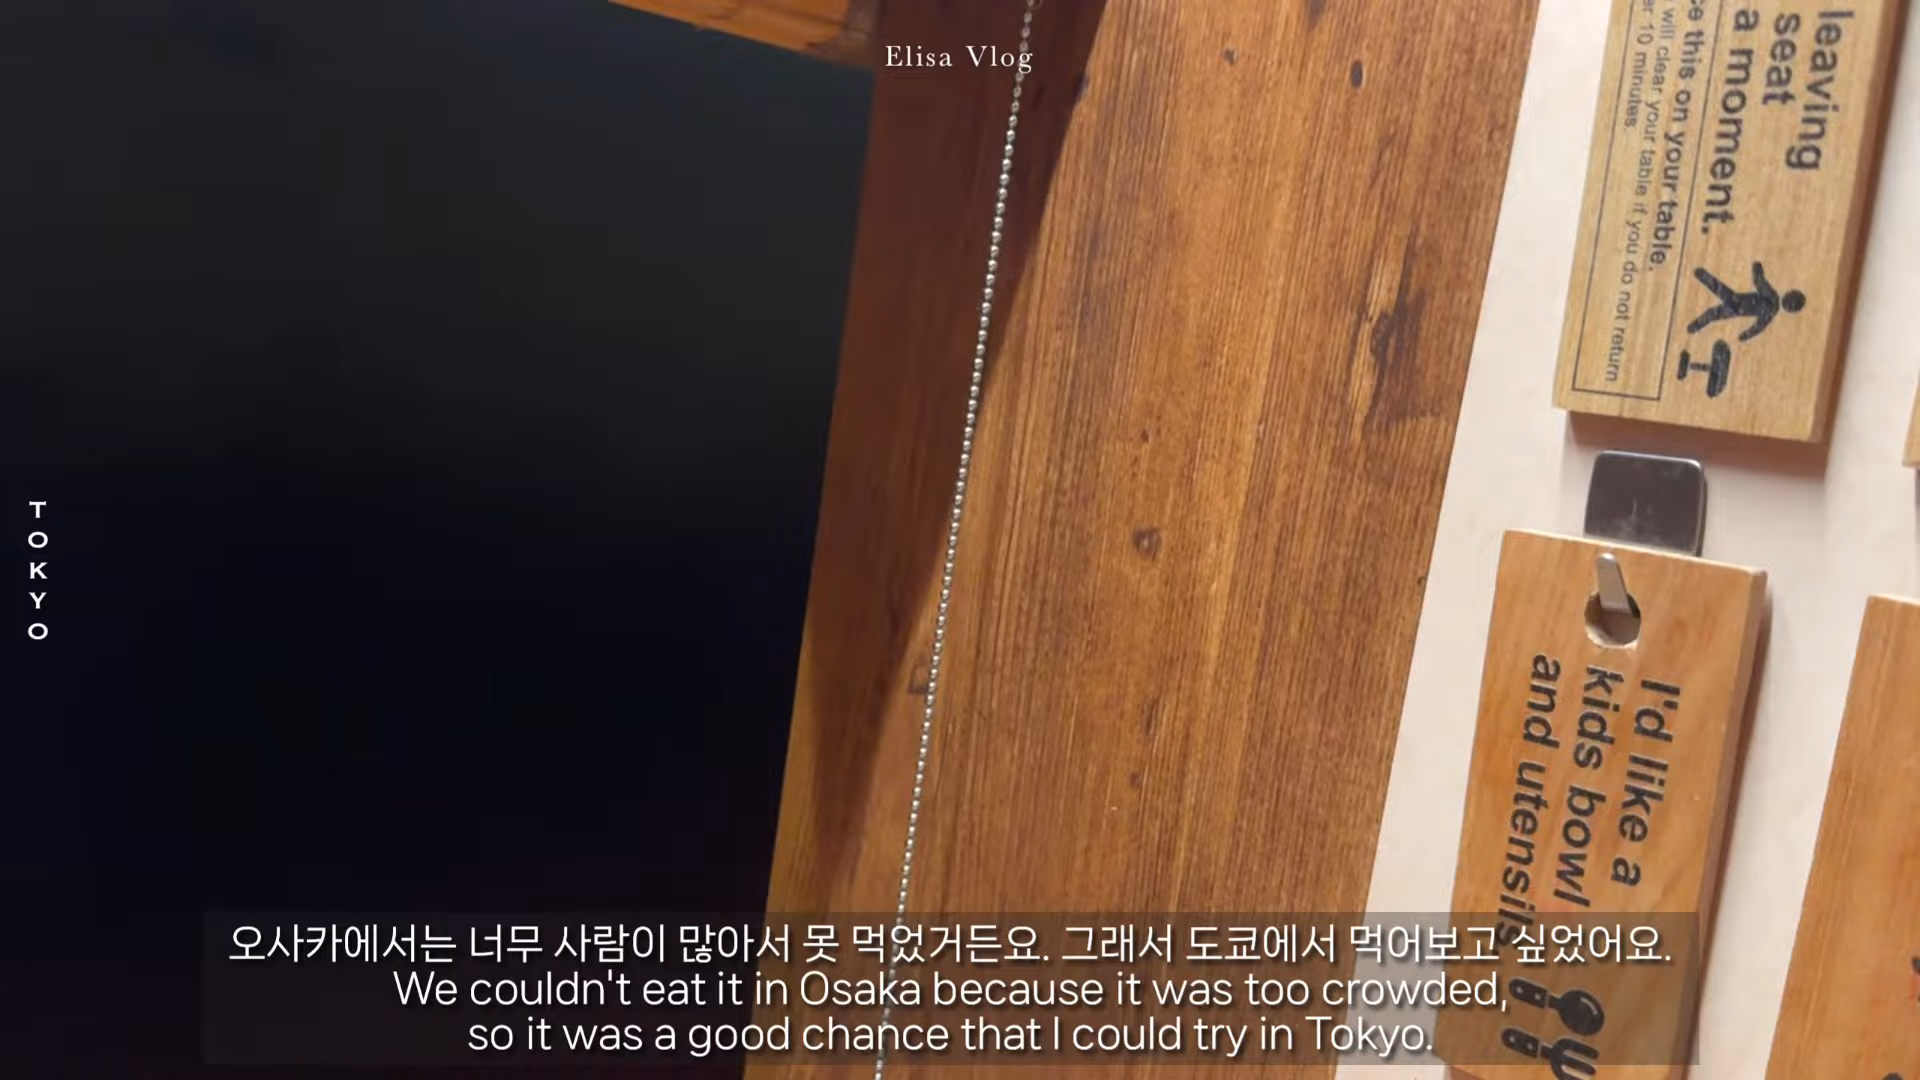 Elisa Vlog
TOKYO
leaving
seat
a moment.
this on your table.
will clear your table if you do not return
10 minutes.
I'd like a
kids bowl
and utensils
오사카에서는 너무 사람이 많아서 못 먹었거든요. 그래서 도쿄에서 먹어보고 싶었어요.
We couldn't eat it in Osaka because it was too crowded,
so it was a good chance that I could try in Tokyo.